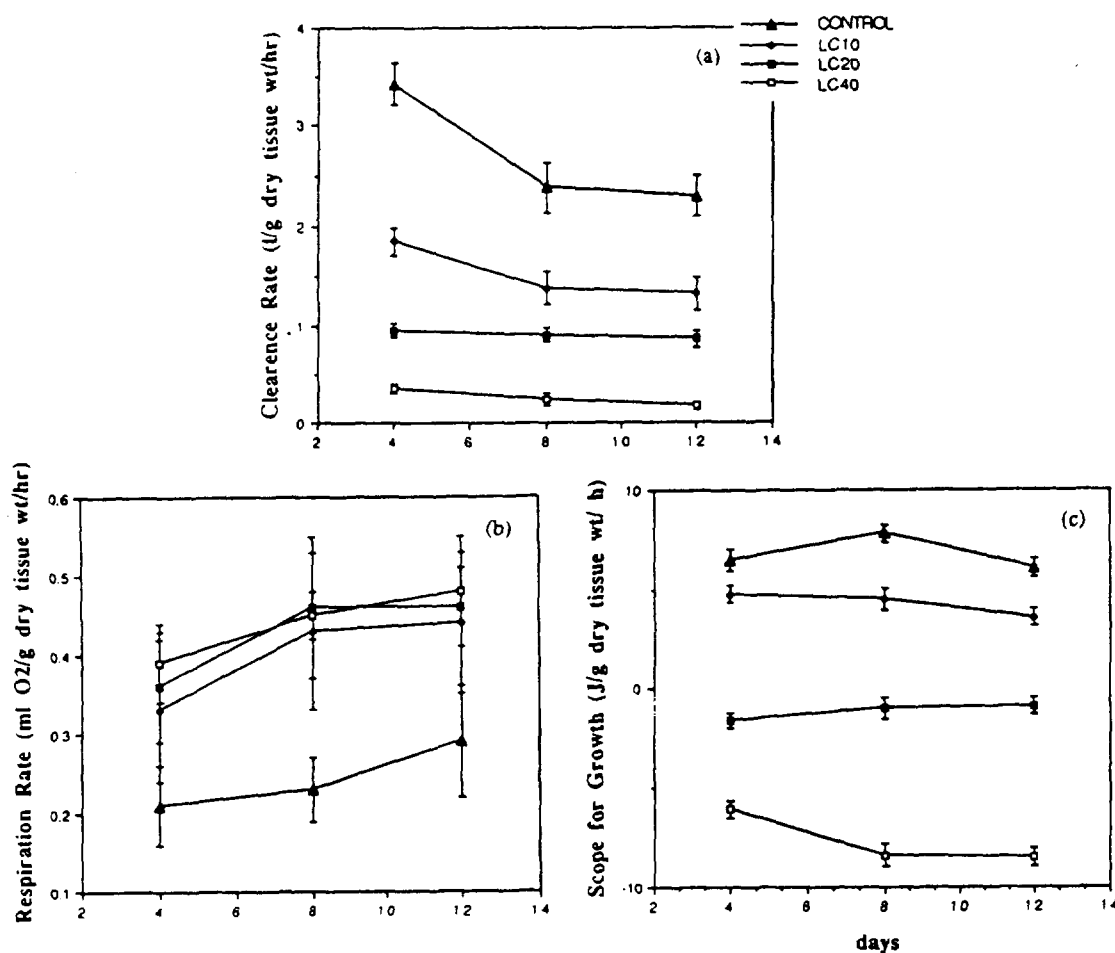 CONTROL
LC10
LC20
LC40
(a)
Clearence Rate (l/g dry tissue wt/hr)
4
3
2
1
0
2 4 6 8 10 12 14
(b)
Respiration Rate (ml O2/g dry tissue wt/hr)
0.6
0.5
0.4
0.3
0.2
0.1
2 4 6 8 10 12 14
(c)
Scope for Growth (J/g dry tissue wt/ h)
10
0
-10
2 4 6 8 10 12 14
days